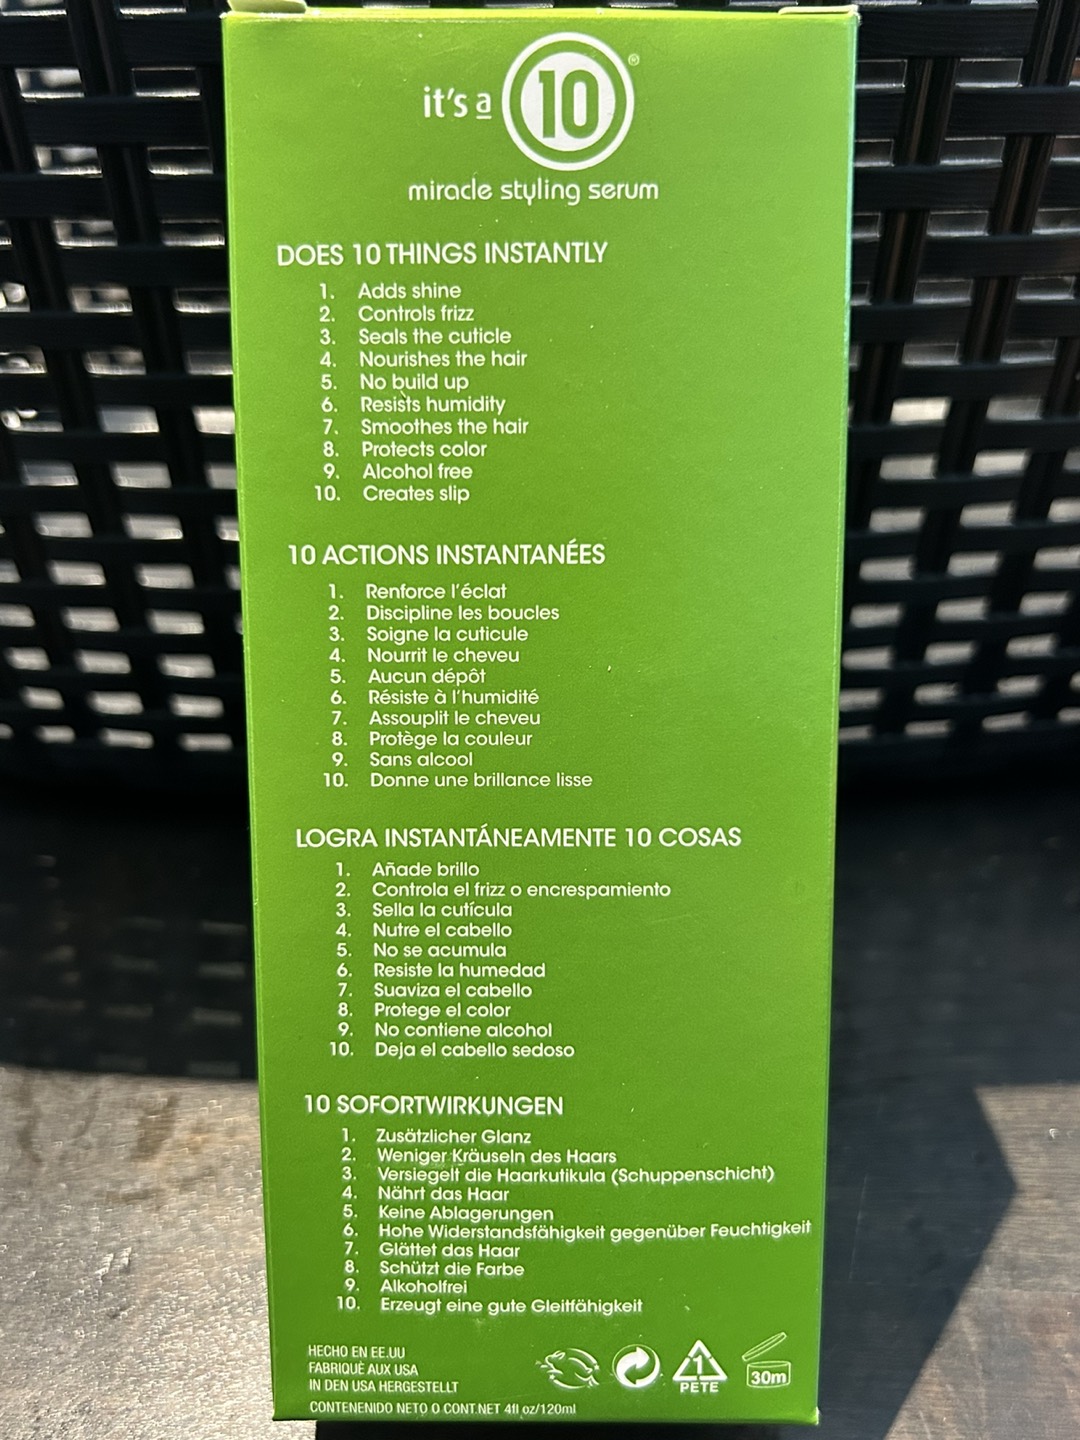 it's a 10®
miracle styling serum
DOES 10 THINGS INSTANTLY
1. Adds shine
2. Controls frizz
3. Seals the cuticle
4. Nourishes the hair
5. No build up
6. Resists humidity
7. Smoothes the hair
8. Protects color
9. Alcohol free
10. Creates slip
10 ACTIONS INSTANTANÉES
1. Renforce l'éclat
2. Discipline les boucles
3. Soigne la cuticule
4. Nourrit le cheveu
5. Aucun dépôt
6. Résiste à l'humidité
7. Assouplit le cheveu
8. Protège la couleur
9. Sans alcool
10. Donne une brillance lisse
LOGRA INSTANTÁNEAMENTE 10 COSAS
1. Añade brillo
2. Controla el frizz o encrespamiento
3. Sella la cutícula
4. Nutre el cabello
5. No se acumula
6. Resiste la humedad
7. Suaviza el cabello
8. Protege el color
9. No contiene alcohol
10. Deja el cabello sedoso
10 SOFORTWIRKUNGEN
1. Zusätzlicher Glanz
2. Weniger Kräuseln des Haars
3. Versiegelt die Haarkutikula (Schuppenschicht)
4. Nährt das Haar
5. Keine Ablagerungen
6. Hohe Widerstandsfähigkeit gegenüber Feuchtigkeit
7. Glättet das Haar
8. Schützt die Farbe
9. Alkoholfrei
10. Erzeugt eine gute Gleitfähigkeit
HECHO EN EE.UU
FABRIQUÉ AUX USA
IN DEN USA HERGESTELLT
CONTENENIDO NETO O CONT.NET 4fl oz/120ml
1
PETE
30m